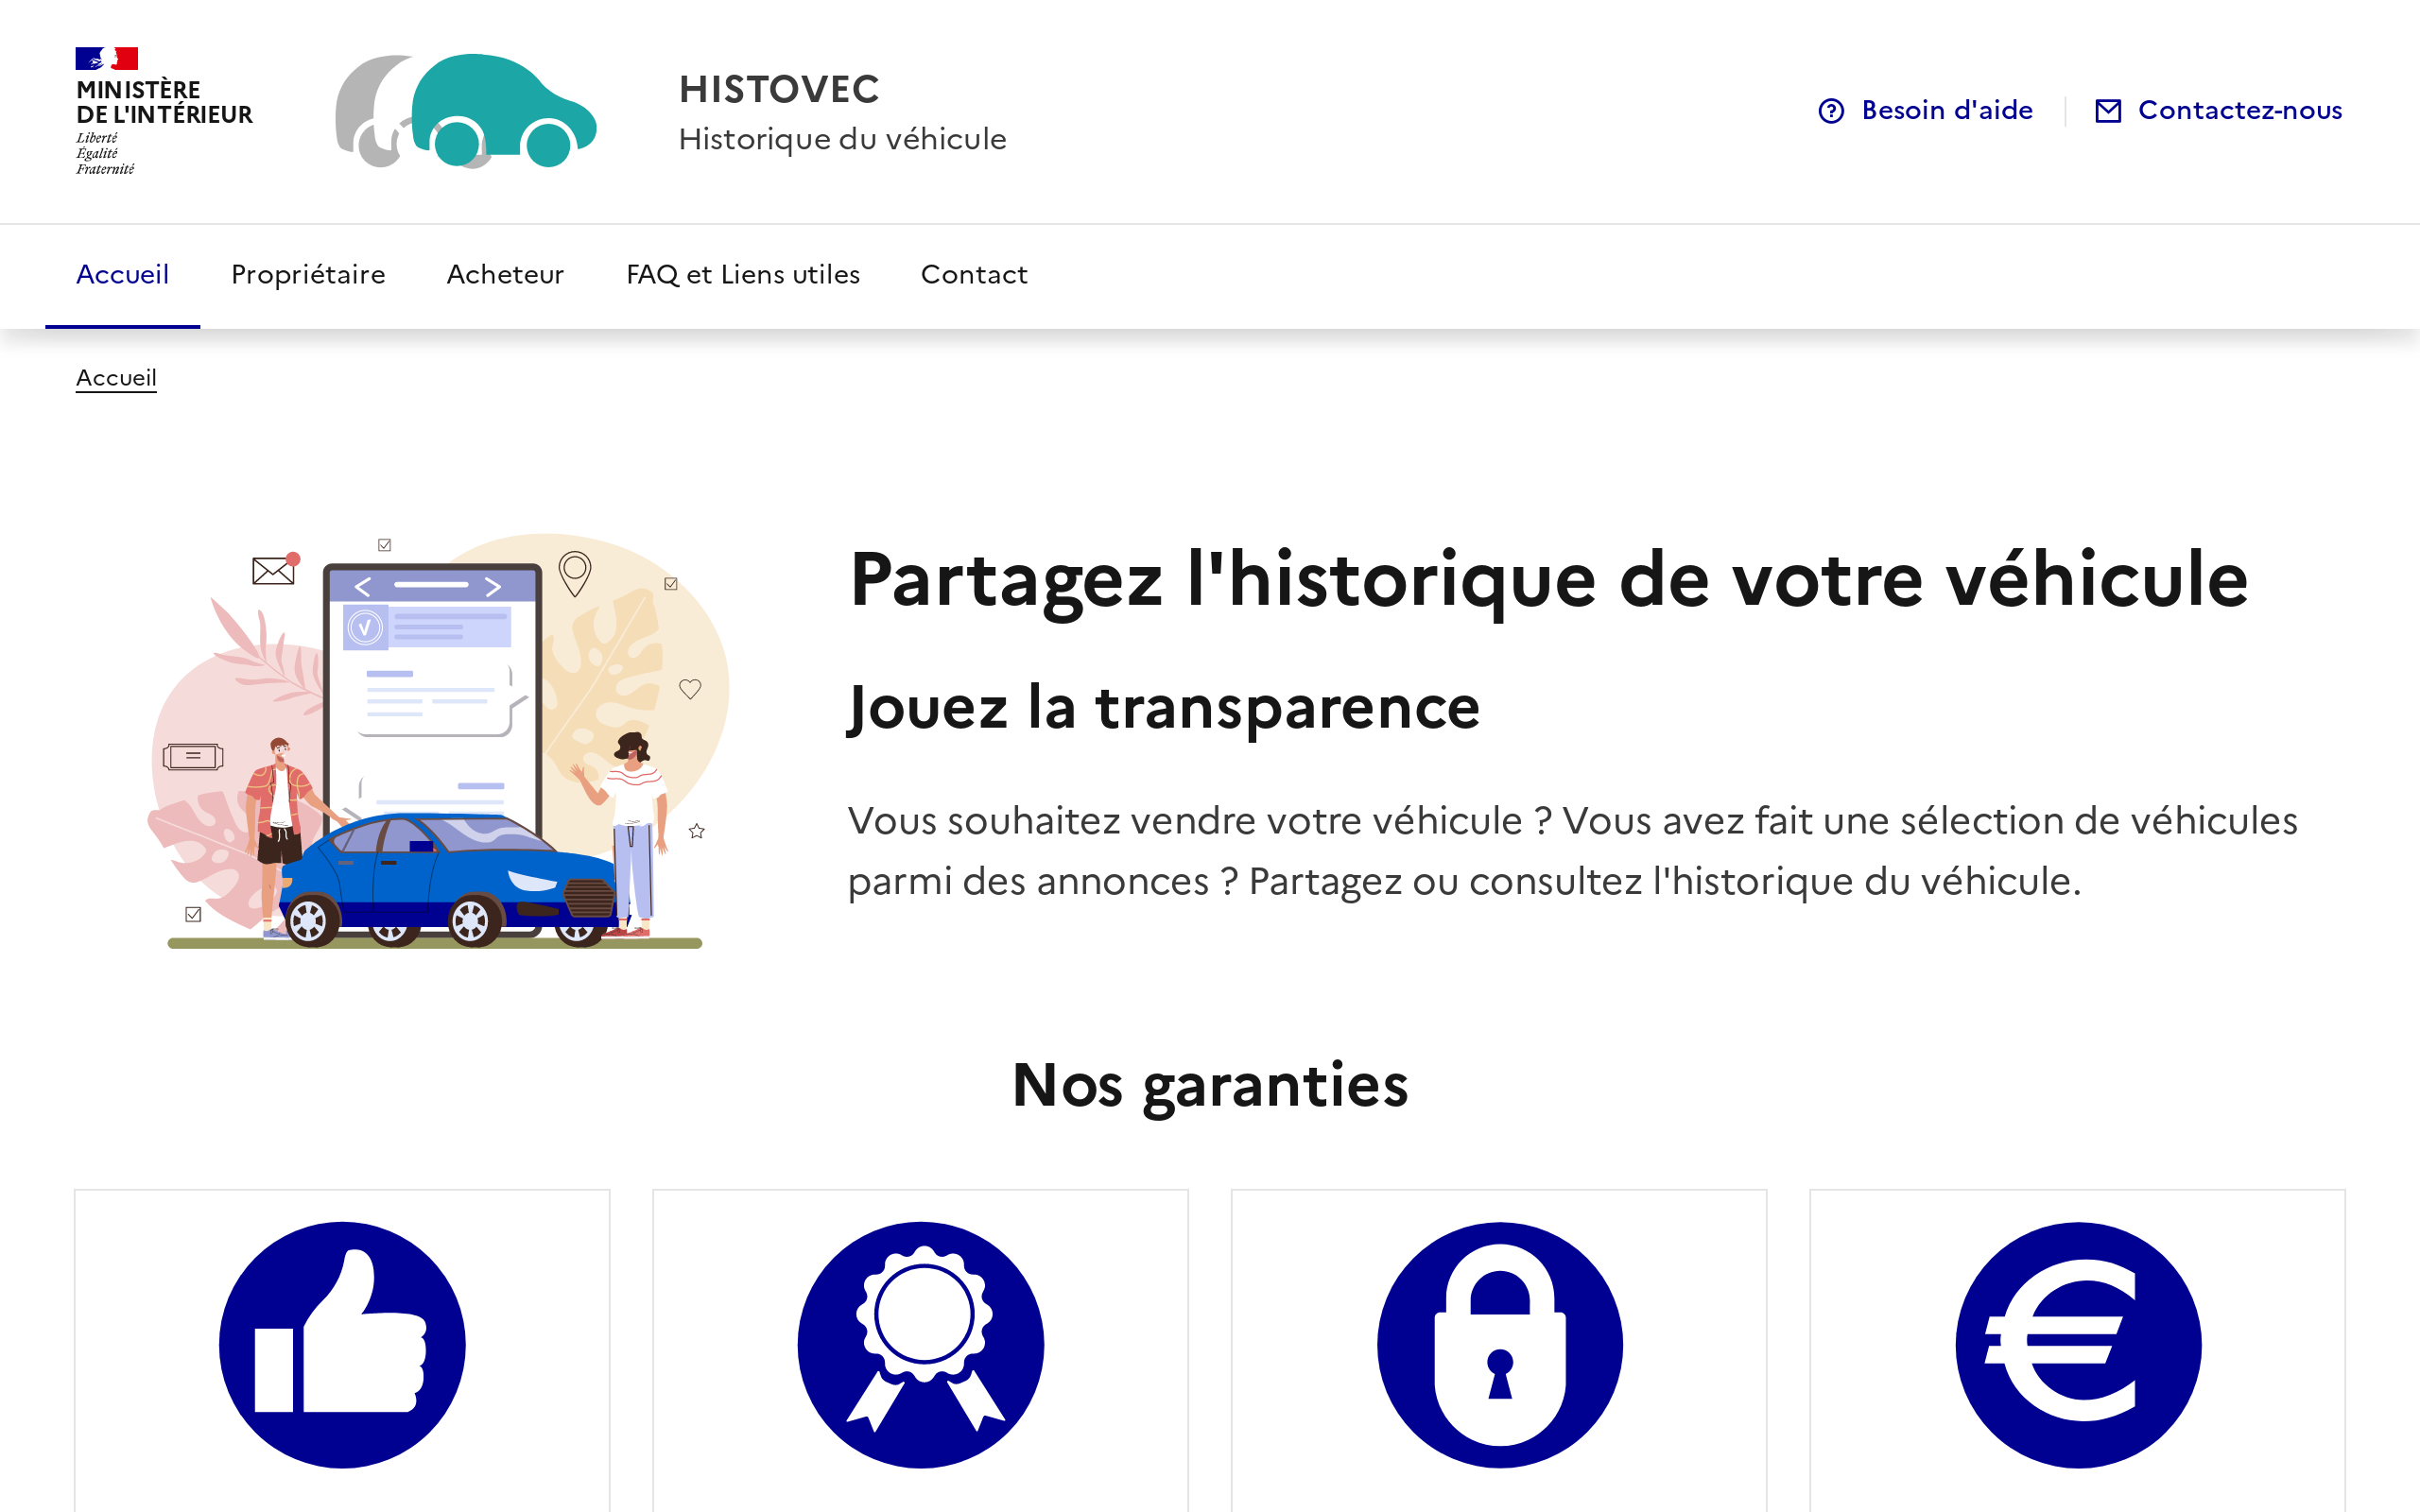 MINISTÈRE
DE L'INTÉRIEUR
Liberté
Égalité
Fraternité
HISTOVEC
Historique du véhicule
Besoin d'aide
Contactez-nous
Accueil
Propriétaire
Acheteur
FAQ et Liens utiles
Contact
Accueil
Partagez l'historique de votre véhicule
Jouez la transparence
Vous souhaitez vendre votre véhicule ? Vous avez fait une sélection de véhicules
parmi des annonces ? Partagez ou consultez l'historique du véhicule.
Nos garanties